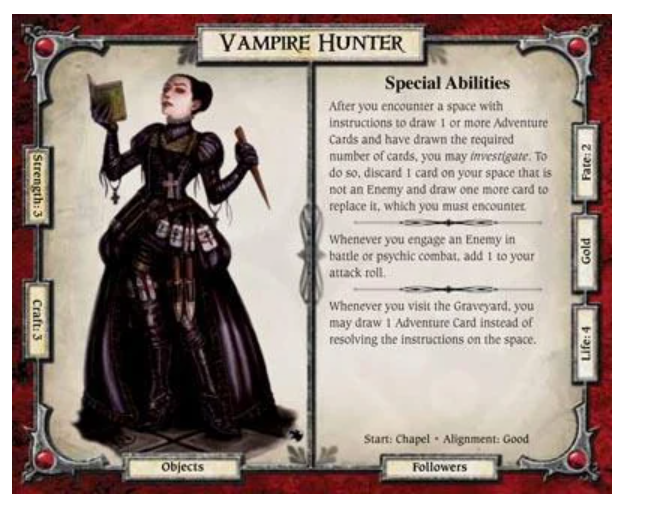 VAMPIRE HUNTER
Strength: 3
Craft: 3
Special Abilities
After you encounter a space with
instructions to draw 1 or more Adventure
Cards and have drawn the required
number of cards, you may investigate. To
do so, discard 1 card on your space that is
not an Enemy and draw one more card to
replace it, which you must encounter.
Whenever you engage an Enemy in
battle or psychic combat, add 1 to your
attack roll.
Whenever you visit the Graveyard, you
may draw 1 Adventure Card instead of
resolving the instructions on the space.
Start: Chapel • Alignment: Good
Fate: 2
Gold
Life: 4
Objects
Followers